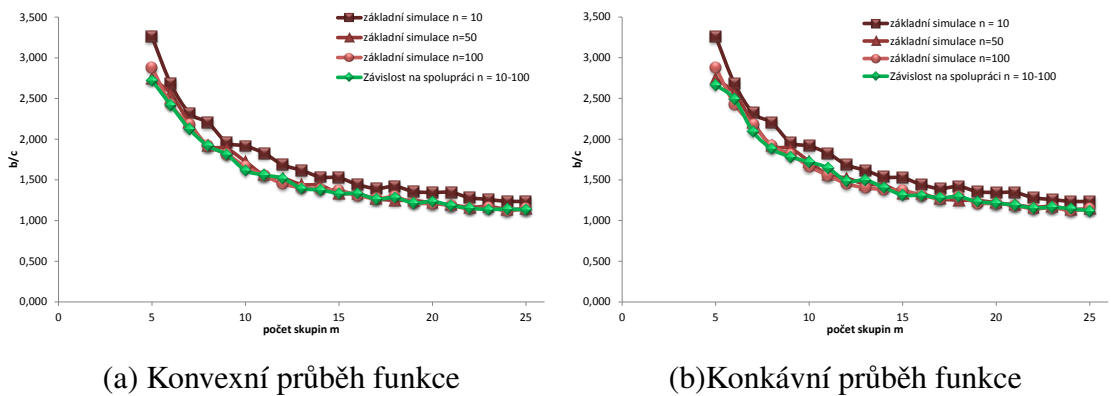 3,500
3,000
2,500
2,000
1,500
1,000
0,500
0,000
b/c
0
5
10
15
20
25
počet skupin m
základní simulace n = 10
základní simulace n=50
základní simulace n=100
Závislost na spolupráci n = 10-100
(a) Konvexní průběh funkce
3,500
3,000
2,500
2,000
1,500
1,000
0,500
0,000
b/c
0
5
10
15
20
25
počet skupin m
základní simulace n = 10
základní simulace n=50
základní simulace n=100
Závislost na spolupráci n = 10-100
(b)Konkávní průběh funkce